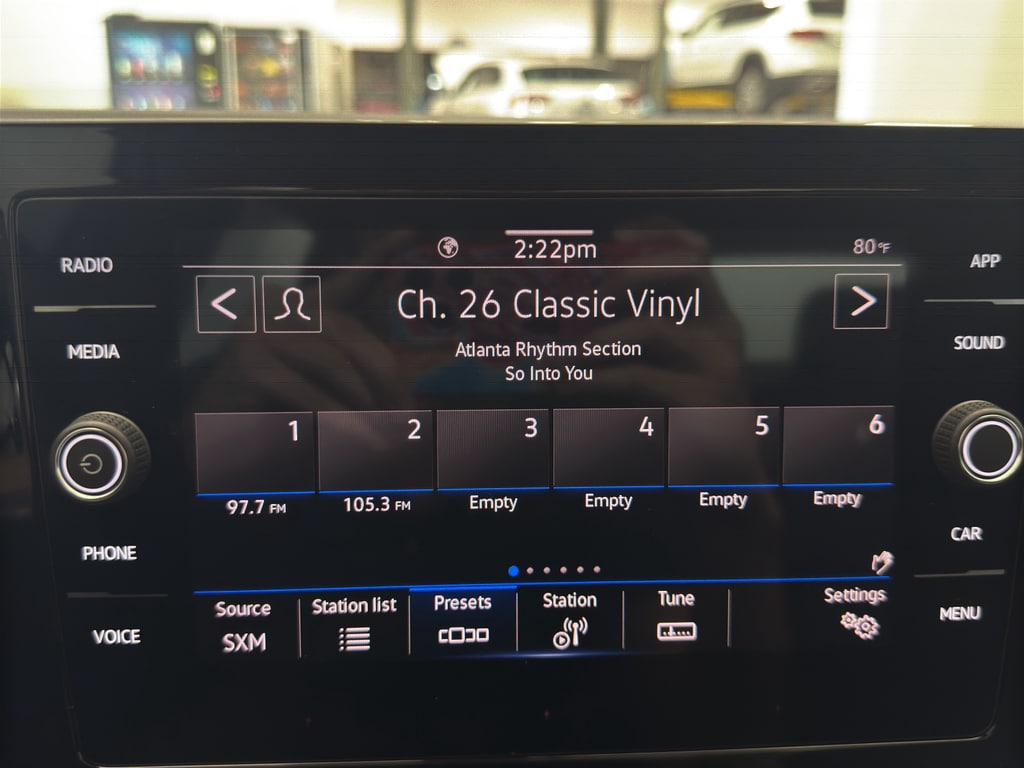 2:22pm
80°F
RADIO
APP
Ch. 26 Classic Vinyl
MEDIA
SOUND
Atlanta Rhythm Section
So Into You
1 2 3 4 5 6
97.7 FM 105.3 FM Empty Empty Empty Empty
PHONE
CAR
Source Station list Presets Station Tune Settings
SXM
VOICE
MENU